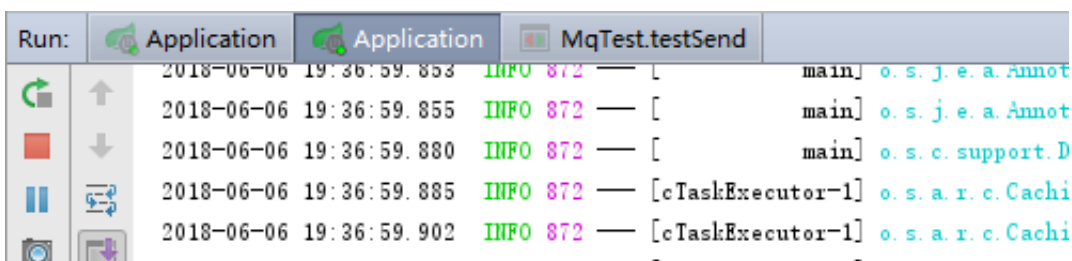 Run: Application Application MqTest.testSend
2018-06-06 19:36:59.853 INFO 872 — [ main] o.s.j.e.a.Annot
2018-06-06 19:36:59.855 INFO 872 — [ main] o.s.j.e.a.Annot
2018-06-06 19:36:59.880 INFO 872 — [ main] o.s.c.support.D
2018-06-06 19:36:59.885 INFO 872 — [cTaskExecutor-1] o.s.a.r.c.Cachi
2018-06-06 19:36:59.902 INFO 872 — [cTaskExecutor-1] o.s.a.r.c.Cachi